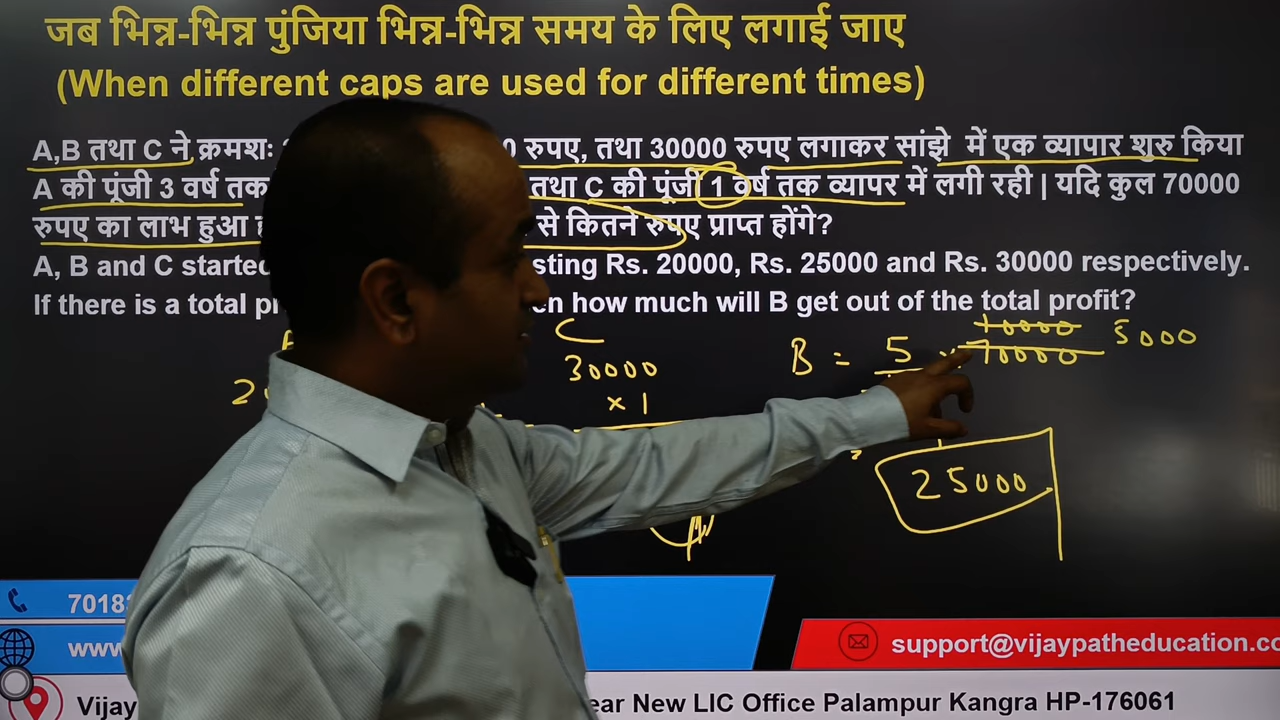 जब भिन्न-भिन्न पुंजिया भिन्न-भिन्न समय के लिए लगाई जाए
(When different caps are used for different times)
A,B तथा C ने क्रमशः 0 रुपए, तथा 30000 रुपए लगाकर सांझे में एक व्यापार शुरु किया
A की पूंजी 3 वर्ष तक तथा C की पूंजी 1 वर्ष तक व्यापर में लगी रही | यदि कुल 70000
रुपए का लाभ हुआ से कितने रुपए प्राप्त होंगे?
A, B and C started sting Rs. 20000, Rs. 25000 and Rs. 30000 respectively.
If there is a total how much will B get out of the total profit?
C
30000
× 1
B = 5
10000
70000
5000
25000
support@vijaypatheducation.co
ear New LIC Office Palampur Kangra HP-176061